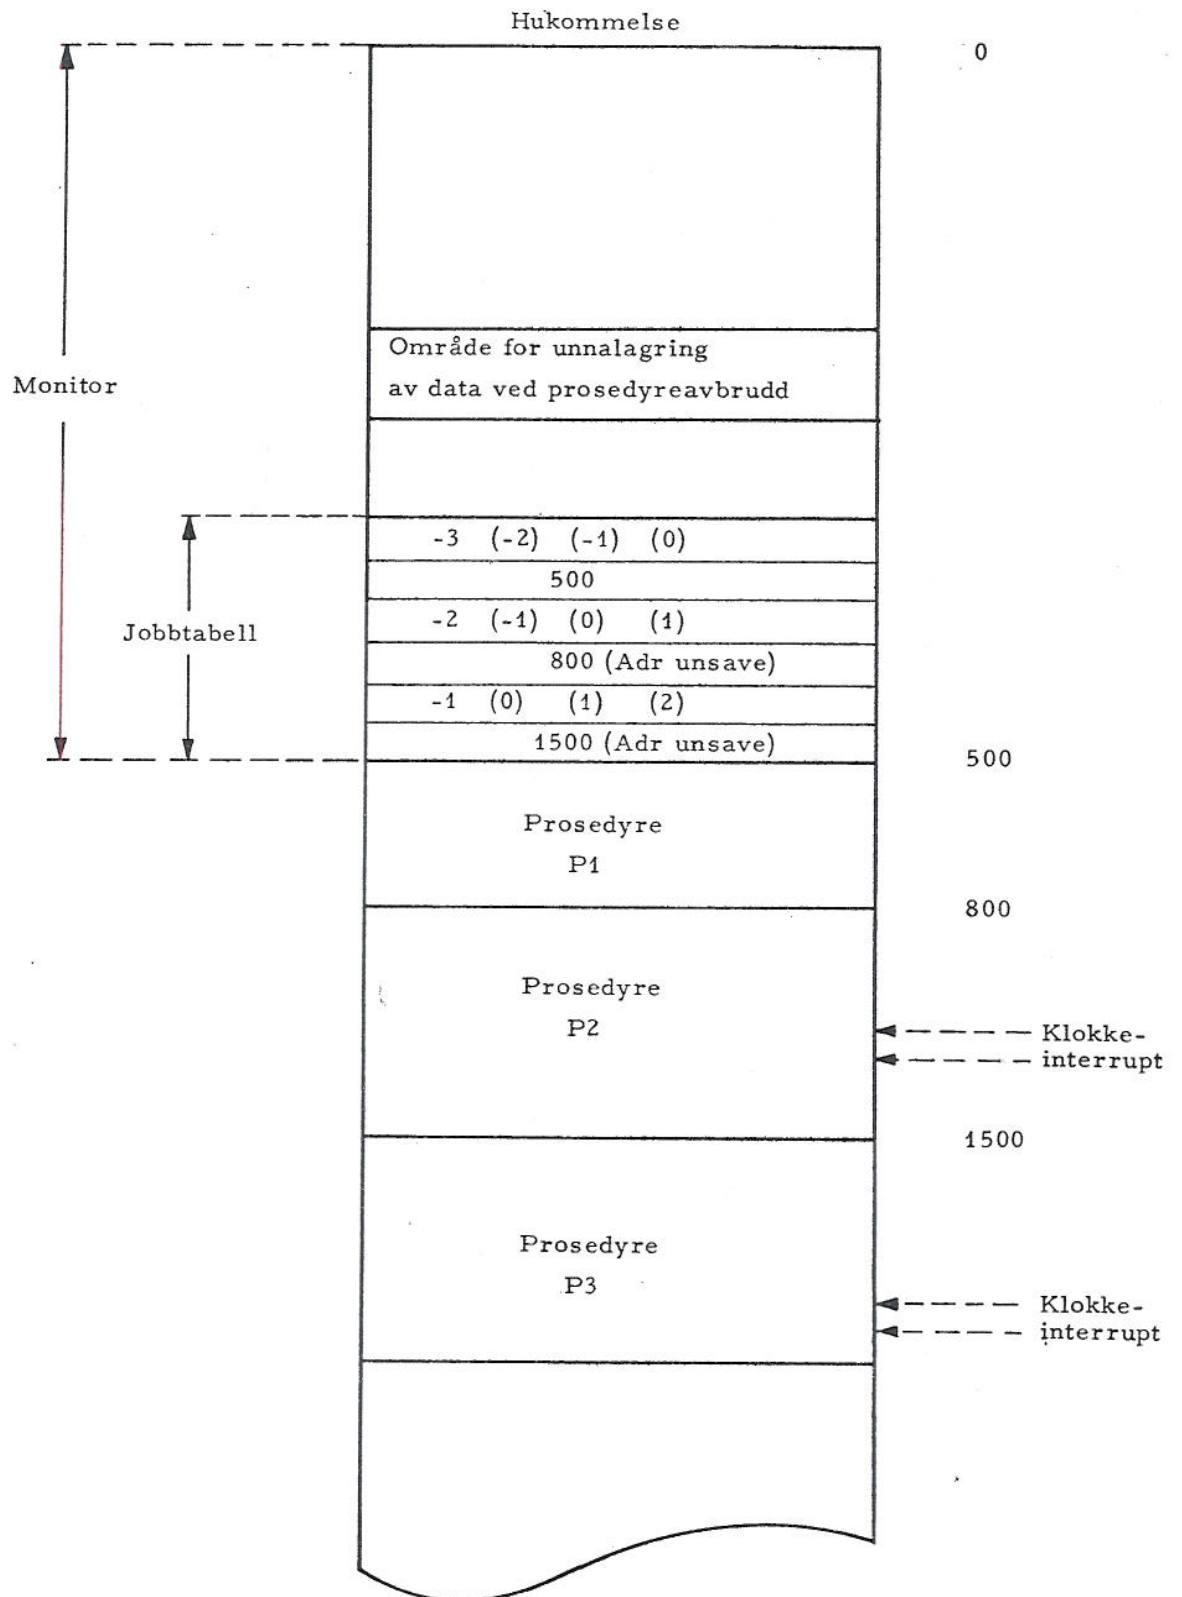 Hukommelse
0
Område for unnalagring
av data ved prosedyreavbrudd
Monitor
-3 (-2) (-1) (0)
500
-2 (-1) (0) (1)
Jobbtabell
800 (Adr unsave)
-1 (0) (1) (2)
1500 (Adr unsave)
500
Prosedyre
P1
800
Prosedyre
P2
Klokke-
interrupt
1500
Prosedyre
P3
Klokke-
interrupt